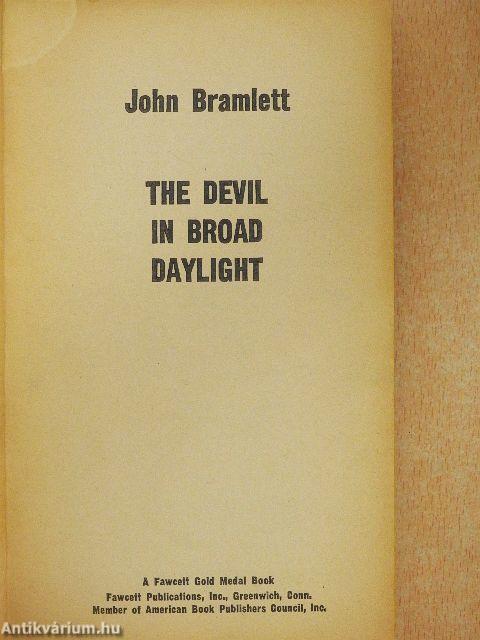 John Bramlett
THE DEVIL
IN BROAD
DAYLIGHT
A Fawcett Gold Medal Book
Fawcett Publications, Inc., Greenwich, Conn.
Member of American Book Publishers Council, Inc.
Antikvárium.hu